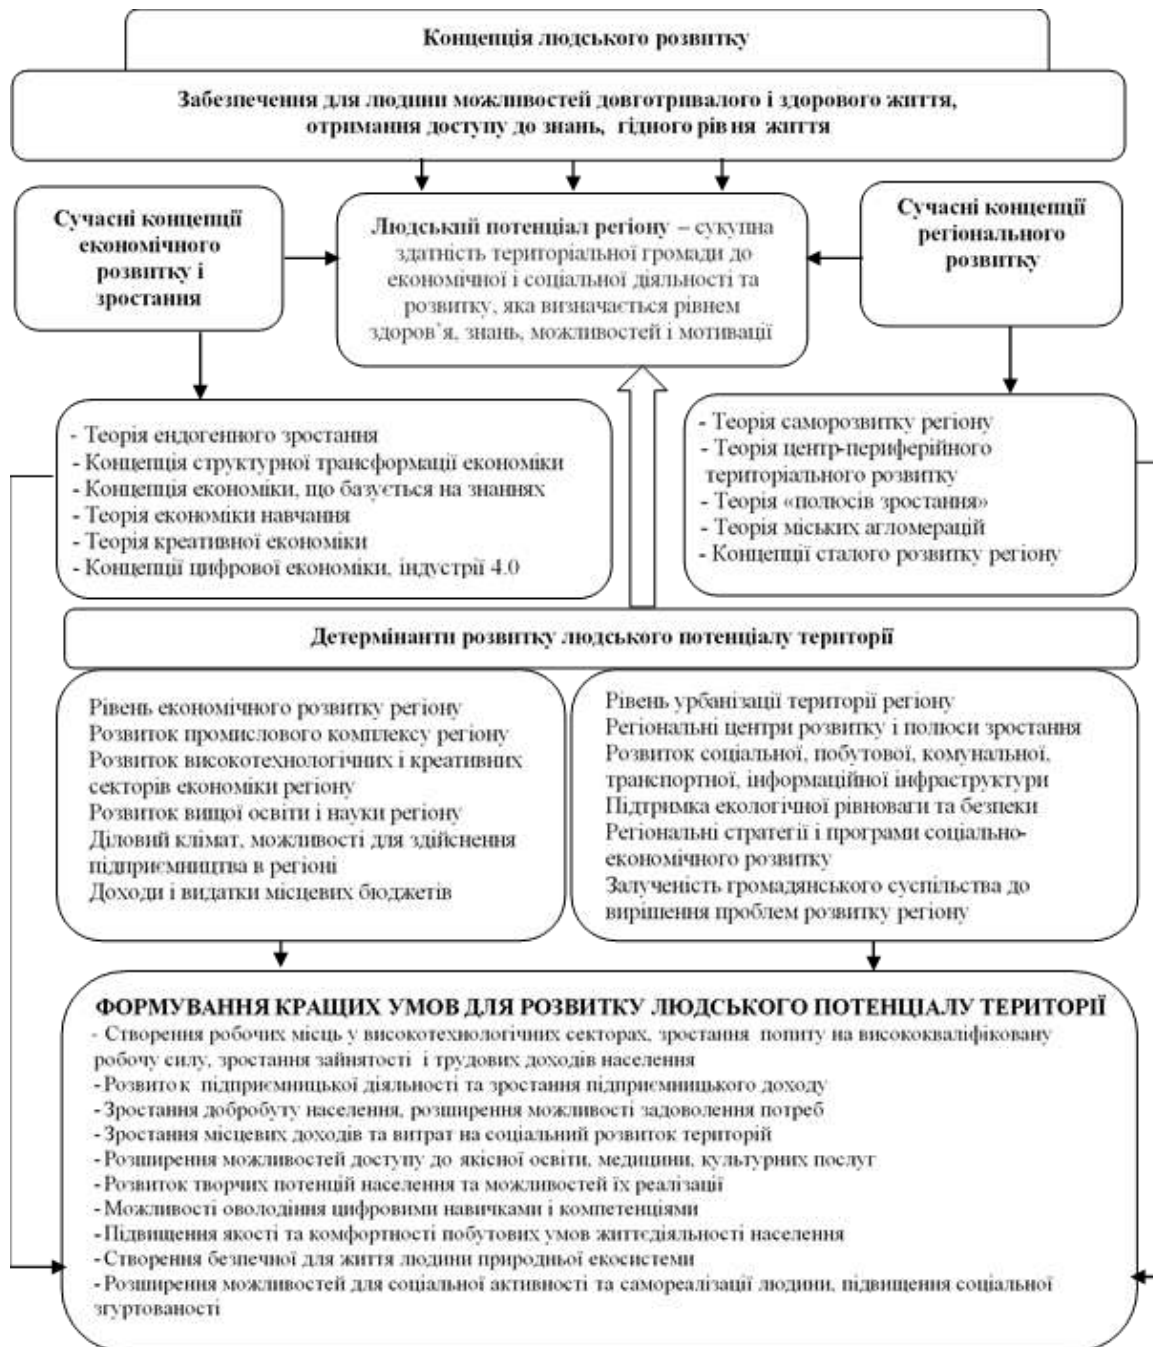 Концепція людського розвитку
Забезпечення для людини можливостей довготривалого і здорового життя,
отримання доступу до знань, гідного рівня життя
Сучасні концепції
економічного
розвитку і
зростання
Людський потенціал регіону – сукупна
здатність територіальної громади до
економічної і соціальної діяльності та
розвитку, яка визначається рівнем
здоров'я, знань, можливостей і мотивації
Сучасні концепції
регіонального
розвитку
- Теорія ендогенного зростання
- Концепція структурної трансформації економіки
- Концепція економіки, що базується на знаннях
- Теорія економіки навчання
- Теорія креативної економіки
- Концепції цифрової економіки, індустрії 4.0
- Теорія саморозвитку регіону
- Теорія центр-периферійного
територіального розвитку
- Теорія «полюсів зростання»
- Теорія міських агломерацій
- Концепції сталого розвитку регіону
Детермінанти розвитку людського потенціалу території
Рівень економічного розвитку регіону
Розвиток промислового комплексу регіону
Розвиток високотехнологічних і креативних
секторів економіки регіону
Розвиток вищої освіти і науки регіону
Діловий клімат, можливості для здійснення
підприємництва в регіоні
Доходи і видатки місцевих бюджетів
Рівень урбанізації території регіону
Регіональні центри розвитку і полюси зростання
Розвиток соціальної, побутової, комунальної,
транспортної, інформаційної інфраструктури
Підтримка екологічної рівноваги та безпеки
Регіональні стратегії і програми соціально-
економічного розвитку
Залученість громадянського суспільства до
вирішення проблем розвитку регіону
ФОРМУВАННЯ КРАЩИХ УМОВ ДЛЯ РОЗВИТКУ ЛЮДСЬКОГО ПОТЕНЦІАЛУ ТЕРИТОРІЇ
- Створення робочих місць у високотехнологічних секторах, зростання попиту на висококваліфіковану
робочу силу, зростання зайнятості і трудових доходів населення
- Розвиток підприємницької діяльності та зростання підприємницького доходу
- Зростання добробуту населення, розширення можливості задоволення потреб
- Зростання місцевих доходів та витрат на соціальний розвиток територій
- Розширення можливостей доступу до якісної освіти, медицини, культурних послуг
- Розвиток творчих потенцій населення та можливостей їх реалізації
- Можливості оволодіння цифровими навичками і компетенціями
- Підвищення якості та комфортності побутових умов життєдіяльності населення
- Створення безпечної для життя людини природньої екосистеми
- Розширення можливостей для соціальної активності та самореалізації людини, підвищення соціальної
згуртованості